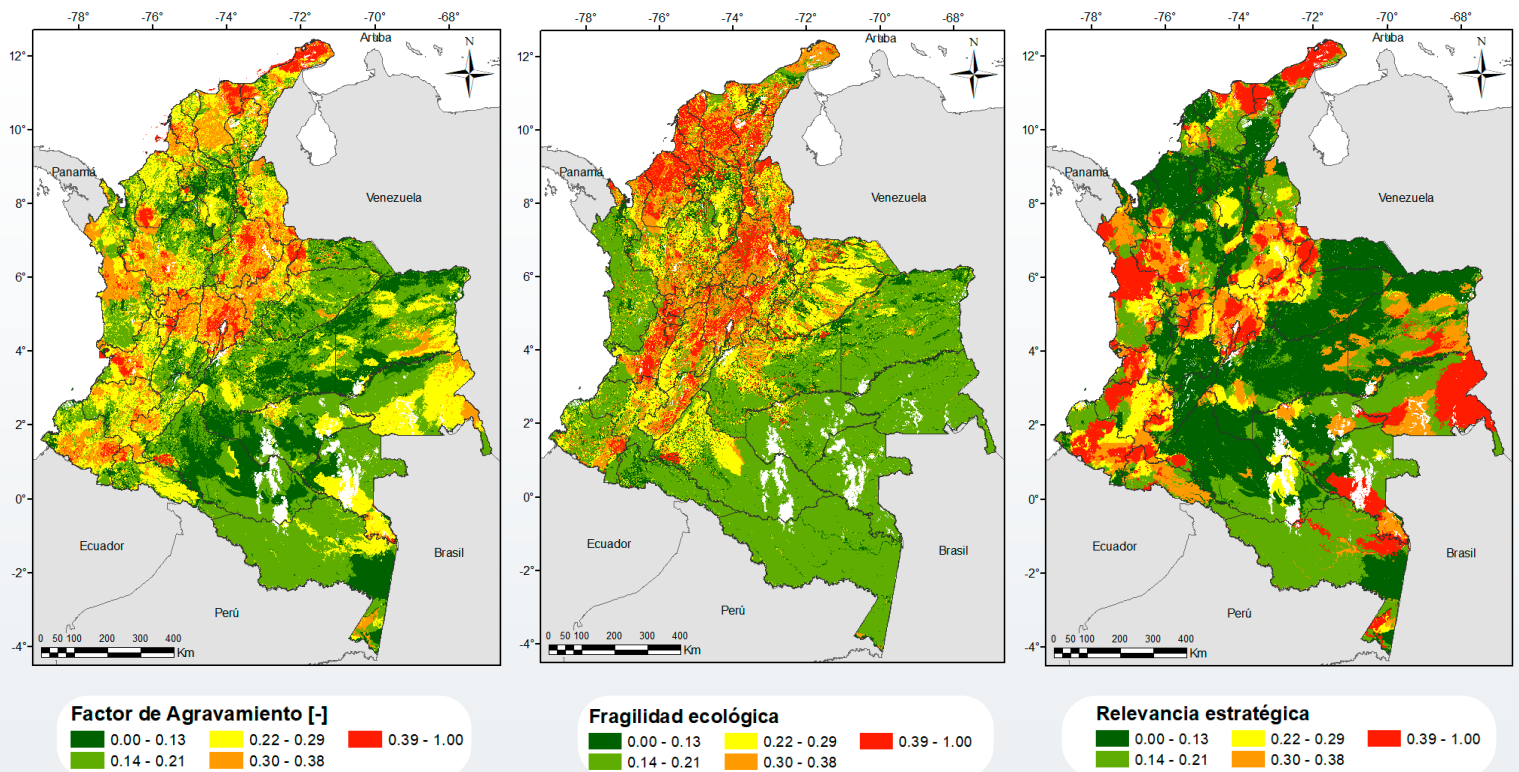 -78° -76° -74° -72° -70° -68°
12°
10°
8°
6°
4°
2°
0°
-2°
-4°
Aruba
N
Panamá
Venezuela
Ecuador
Brasil
Perú
0 50 100 200 300 400
Km
Factor de Agravamiento [-]
0.00 - 0.13 0.22 - 0.29 0.39 - 1.00
0.14 - 0.21 0.30 - 0.38
-78° -76° -74° -72° -70° -68°
12°
10°
8°
6°
4°
2°
0°
-2°
-4°
Aruba
N
Panamá
Venezuela
Ecuador
Brasil
Perú
0 50 100 200 300 400
Km
Fragilidad ecológica
0.00 - 0.13 0.22 - 0.29 0.39 - 1.00
0.14 - 0.21 0.30 - 0.38
-78° -76° -74° -72° -70° -68°
12°
10°
8°
6°
4°
2°
0°
-2°
-4°
Aruba
N
Panamá
Venezuela
Ecuador
Brasil
Perú
0 50 100 200 300 400
Km
Relevancia estratégica
0.00 - 0.13 0.22 - 0.29 0.39 - 1.00
0.14 - 0.21 0.30 - 0.38